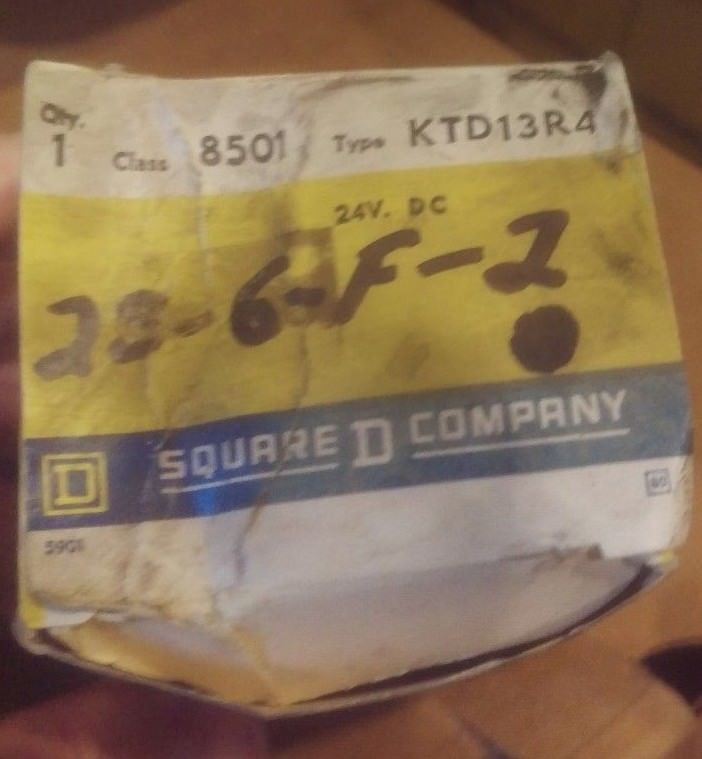 Qty.
1 Class 8501 Type KTD13R4
24V. DC
28-6-F-2
SQUARE D COMPANY
D
5901